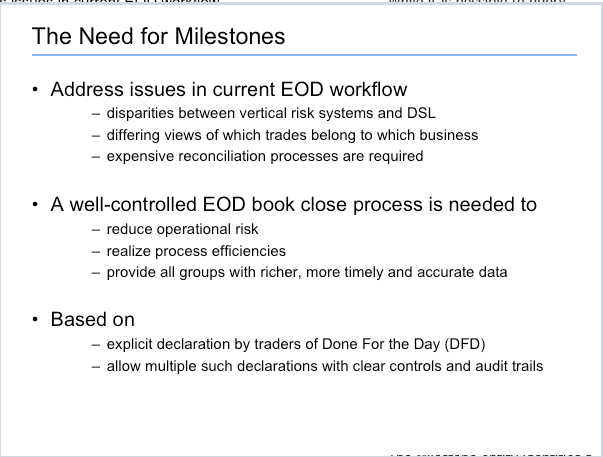 The Need for Milestones
• Address issues in current EOD workflow
– disparities between vertical risk systems and DSL
– differing views of which trades belong to which business
– expensive reconciliation processes are required
• A well-controlled EOD book close process is needed to
– reduce operational risk
– realize process efficiencies
– provide all groups with richer, more timely and accurate data
• Based on
– explicit declaration by traders of Done For the Day (DFD)
– allow multiple such declarations with clear controls and audit trails